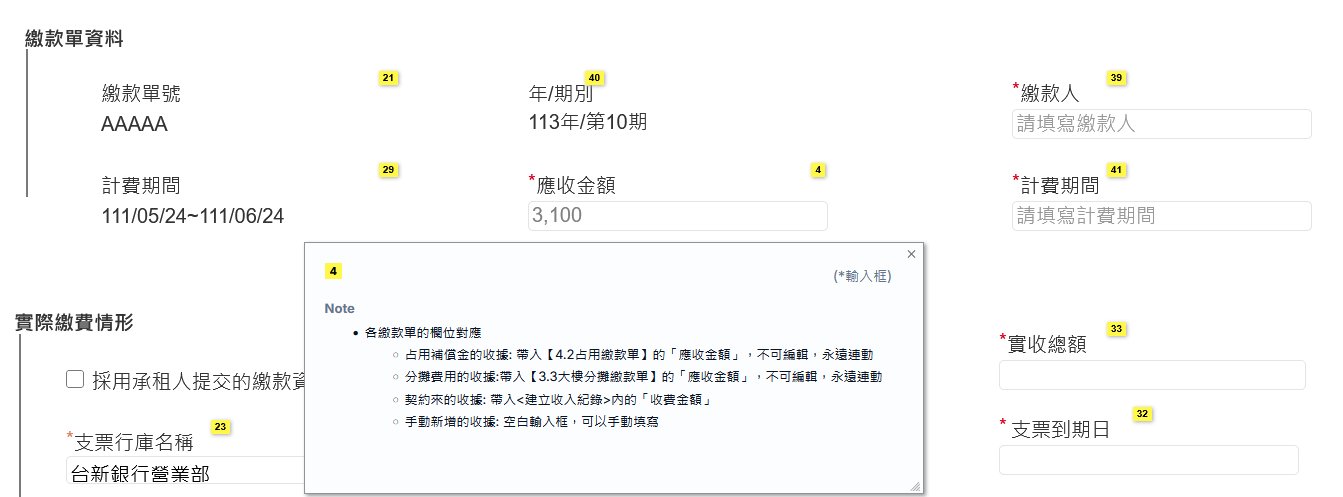 繳款單資料
21
40
39
繳款單號
年/期別
*繳款人
AAAAA
113年/第10期
請填寫繳款人
29
4
41
計費期間
*應收金額
*計費期間
111/05/24~111/06/24
3,100
請填寫計費期間
×
4
(*輸入框)
Note
• 各繳款單的欄位對應
○ 占用補償金的收據: 帶入【4.2占用繳款單】的「應收金額」，不可編輯，永遠連動
○ 分攤費用的收據:帶入【3.3大樓分攤繳款單】的「應收金額」，不可編輯，永遠連動
○ 契約來的收據: 帶入<建立收入紀錄>內的「收費金額」
○ 手動新增的收據: 空白輸入框，可以手動填寫
實際繳費情形
33
*實收總額
採用承租人提交的繳款資
23
32
*支票行庫名稱
*支票到期日
台新銀行營業部